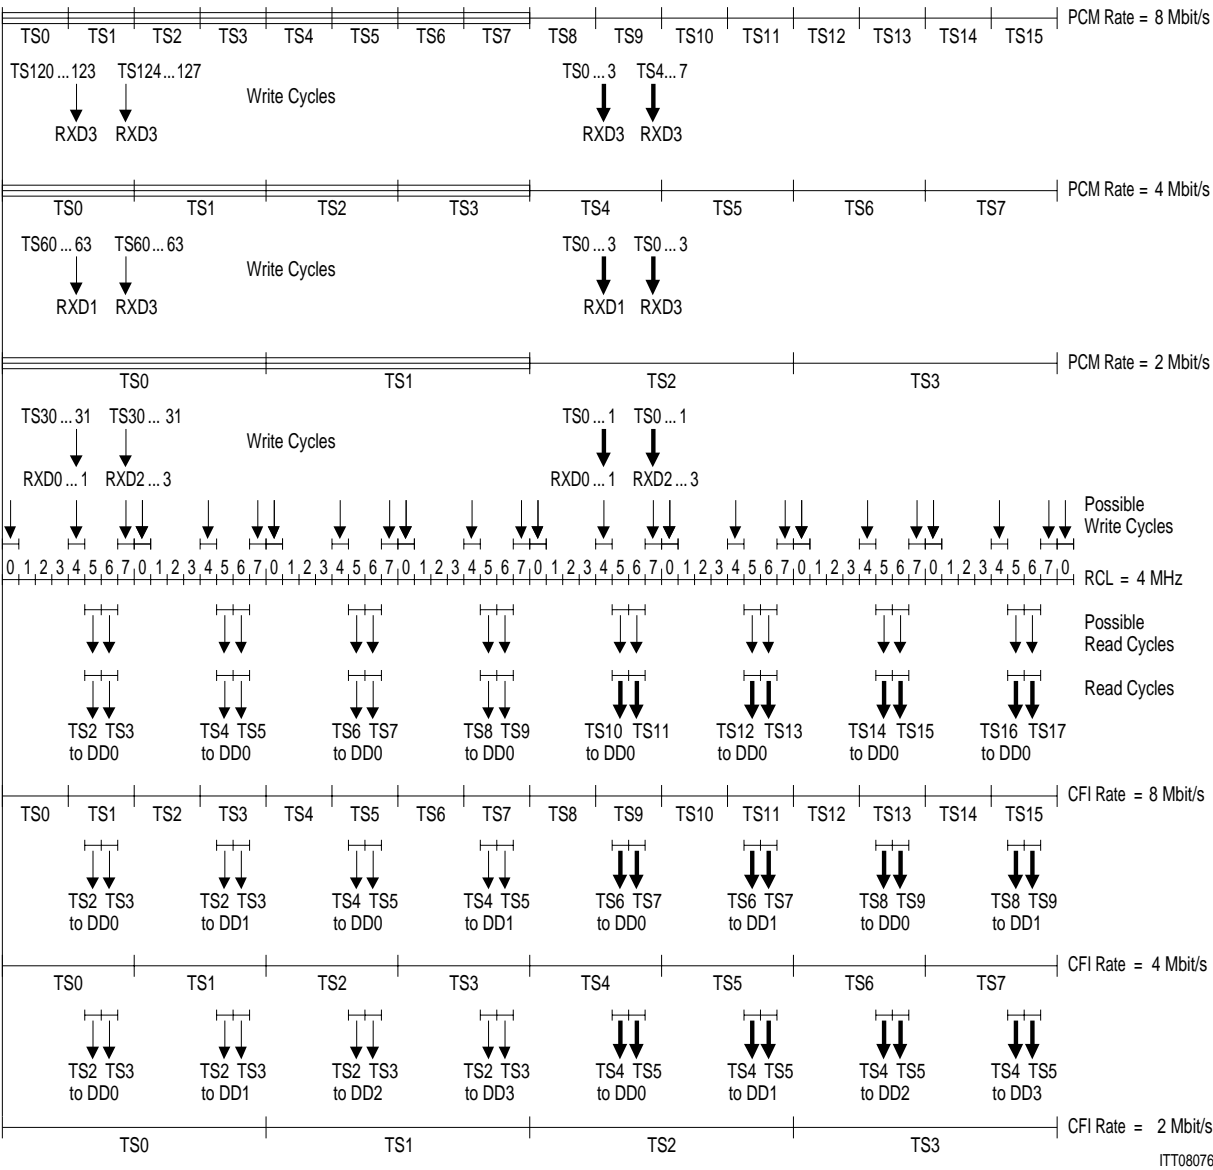 PCM Rate = 8 Mbit/s
TS0 TS1 TS2 TS3 TS4 TS5 TS6 TS7 TS8 TS9 TS10 TS11 TS12 TS13 TS14 TS15
TS120 ... 123 TS124 ... 127 TS0 ... 3 TS4 ... 7
Write Cycles
RXD3 RXD3 RXD3 RXD3
PCM Rate = 4 Mbit/s
TS0 TS1 TS2 TS3 TS4 TS5 TS6 TS7
TS60 ... 63 TS60 ... 63 TS0 ... 3 TS0 ... 3
Write Cycles
RXD1 RXD3 RXD1 RXD3
PCM Rate = 2 Mbit/s
TS0 TS1 TS2 TS3
TS30 ... 31 TS30 ... 31 TS0 ... 1 TS0 ... 1
Write Cycles
RXD0 ... 1 RXD2 ... 3 RXD0 ... 1 RXD2 ... 3
Possible
Write Cycles
0 1 2 3 4 5 6 7 0 1 2 3 4 5 6 7 0 1 2 3 4 5 6 7 0 1 2 3 4 5 6 7 0 1 2 3 4 5 6 7 0 1 2 3 4 5 6 7 0 1 2 3 4 5 6 7 0 1 2 3 4 5 6 7 0
RCL = 4 MHz
Possible
Read Cycles
Read Cycles
TS2 TS3 TS4 TS5 TS6 TS7 TS8 TS9 TS10 TS11 TS12 TS13 TS14 TS15 TS16 TS17
to DD0 to DD0 to DD0 to DD0 to DD0 to DD0 to DD0 to DD0
CFI Rate = 8 Mbit/s
TS0 TS1 TS2 TS3 TS4 TS5 TS6 TS7 TS8 TS9 TS10 TS11 TS12 TS13 TS14 TS15
TS2 TS3 TS2 TS3 TS4 TS5 TS4 TS5 TS6 TS7 TS6 TS7 TS8 TS9 TS8 TS9
to DD0 to DD1 to DD0 to DD1 to DD0 to DD1 to DD0 to DD1
CFI Rate = 4 Mbit/s
TS0 TS1 TS2 TS3 TS4 TS5 TS6 TS7
TS2 TS3 TS2 TS3 TS2 TS3 TS2 TS3 TS4 TS5 TS4 TS5 TS4 TS5 TS4 TS5
to DD0 to DD1 to DD2 to DD3 to DD0 to DD1 to DD2 to DD3
CFI Rate = 2 Mbit/s
TS0 TS1 TS2 TS3
ITT08076